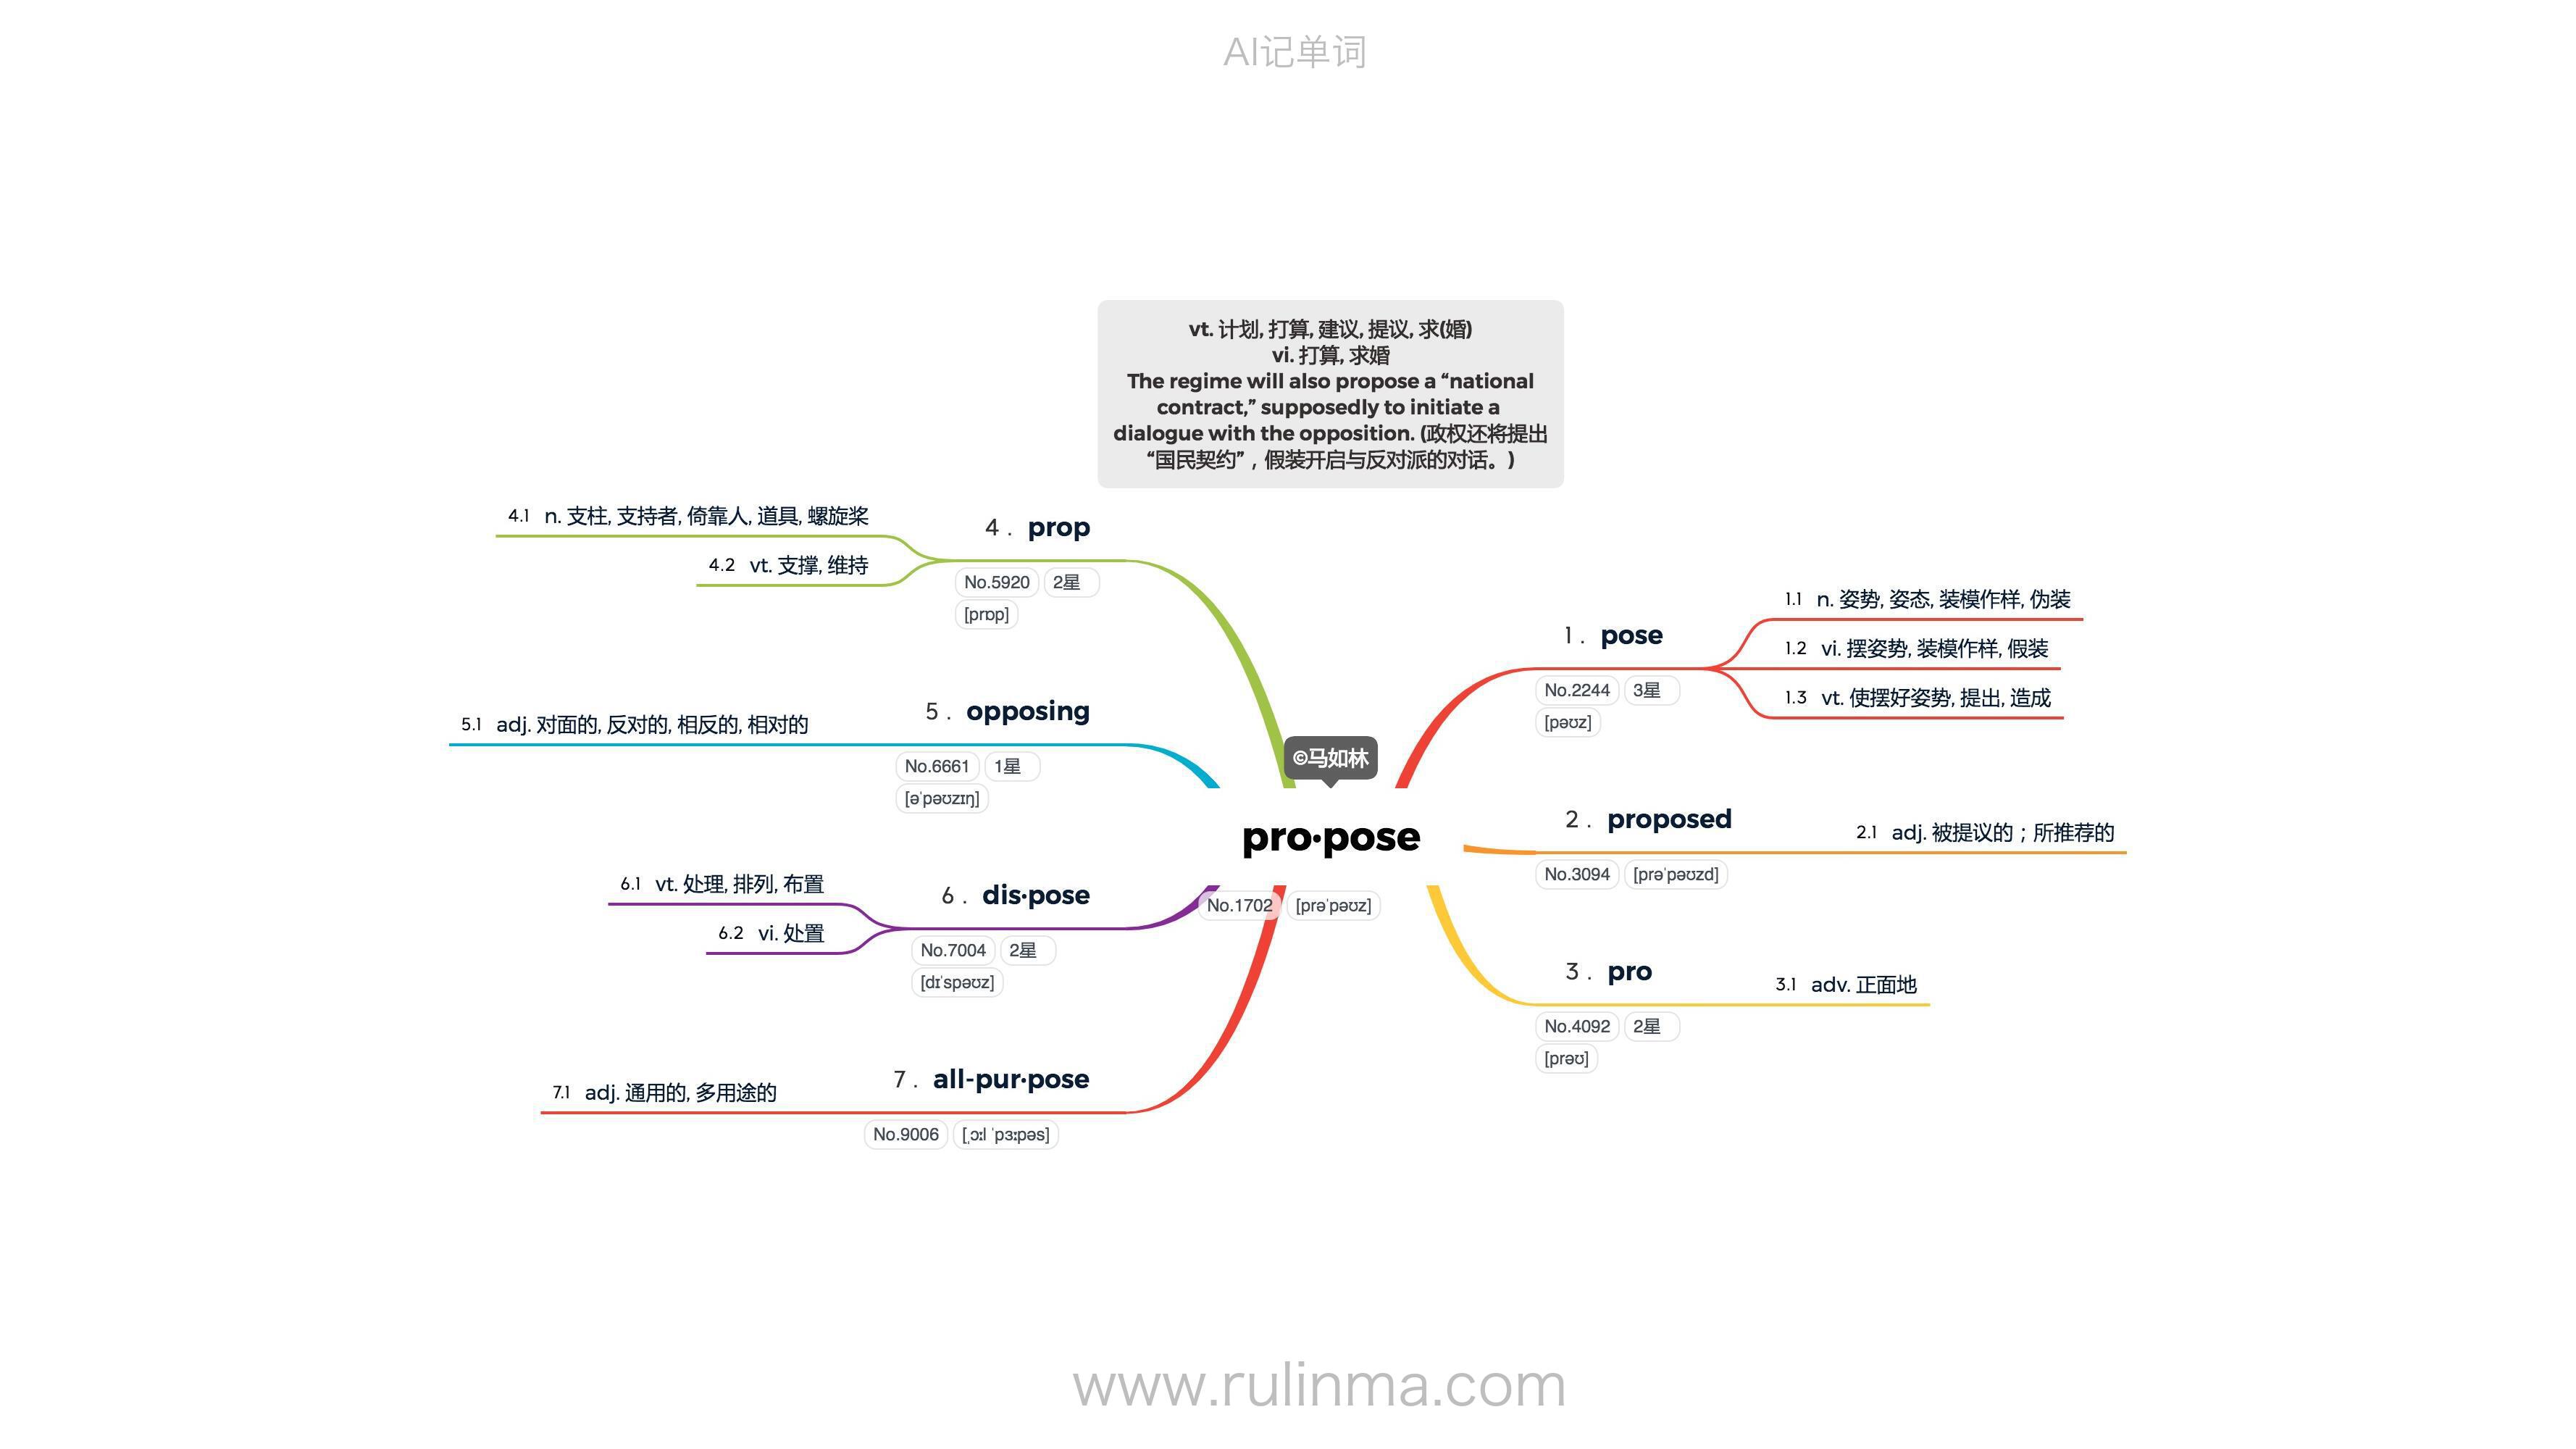 AI记单词
vt. 计划, 打算, 建议, 提议, 求(婚)
vi. 打算, 求婚
The regime will also propose a “national
contract,” supposedly to initiate a
dialogue with the opposition. (政权还将提出
“国民契约”，假装开启与反对派的对话。)
©马如林
pro·pose
No.1702 [prəˈpəʊz]
1. pose
No.2244 3星
[pəʊz]
1.1 n. 姿势, 姿态, 装模作样, 伪装
1.2 vi. 摆姿势, 装模作样, 假装
1.3 vt. 使摆好姿势, 提出, 造成
2. proposed
No.3094 [prəˈpəʊzd]
2.1 adj. 被提议的；所推荐的
3. pro
No.4092 2星
[prəʊ]
3.1 adv. 正面地
4. prop
No.5920 2星
[prɒp]
4.1 n. 支柱, 支持者, 倚靠人, 道具, 螺旋桨
4.2 vt. 支撑, 维持
5. opposing
No.6661 1星
[əˈpəʊzɪŋ]
5.1 adj. 对面的, 反对的, 相反的, 相对的
6. dis·pose
No.7004 2星
[dɪˈspəʊz]
6.1 vt. 处理, 排列, 布置
6.2 vi. 处置
7. all-pur·pose
No.9006 [ˌɔːl ˈpɜːpəs]
7.1 adj. 通用的, 多用途的
www.rulinma.com